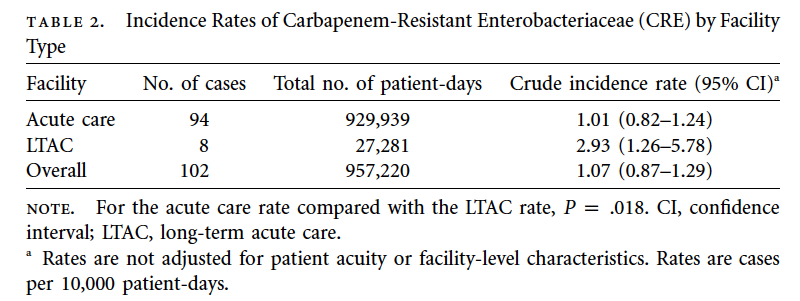 TABLE 2. Incidence Rates of Carbapenem-Resistant Enterobacteriaceae (CRE) by Facility
Type
Facility No. of cases Total no. of patient-days Crude incidence rate (95% CI)ᵃ
Acute care 94 929,939 1.01 (0.82–1.24)
LTAC 8 27,281 2.93 (1.26–5.78)
Overall 102 957,220 1.07 (0.87–1.29)
NOTE. For the acute care rate compared with the LTAC rate, P = .018. CI, confidence
interval; LTAC, long-term acute care.
ᵃ Rates are not adjusted for patient acuity or facility-level characteristics. Rates are cases
per 10,000 patient-days.